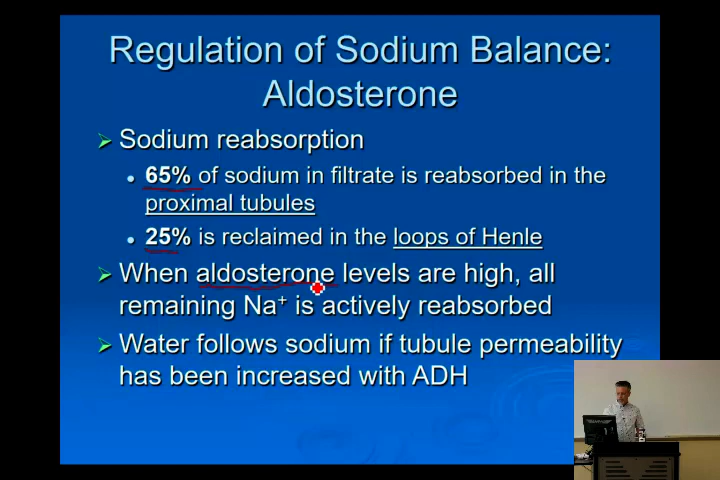 Regulation of Sodium Balance:
Aldosterone
Sodium reabsorption
65% of sodium in filtrate is reabsorbed in the
proximal tubules
25% is reclaimed in the loops of Henle
When aldosterone levels are high, all
remaining Na⁺ is actively reabsorbed
Water follows sodium if tubule permeability
has been increased with ADH